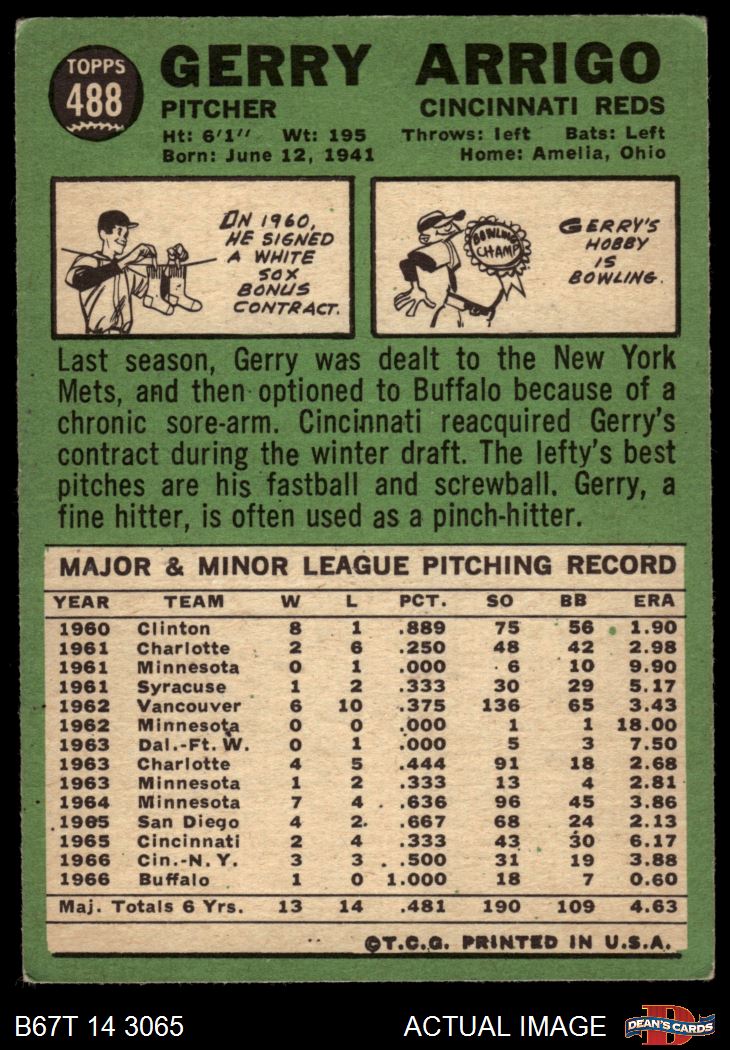 TOPPS
488
GERRY ARRIGO
PITCHER CINCINNATI REDS
Ht: 6'1" Wt: 195 Throws: left Bats: Left
Born: June 12, 1941 Home: Amelia, Ohio
ON 1960,
HE SIGNED
A WHITE
SOX
BONUS
CONTRACT.
BOWLING
CHAMP
GERRY'S
HOBBY
IS
BOWLING.
Last season, Gerry was dealt to the New York
Mets, and then optioned to Buffalo because of a
chronic sore-arm. Cincinnati reacquired Gerry's
contract during the winter draft. The lefty's best
pitches are his fastball and screwball. Gerry, a
fine hitter, is often used as a pinch-hitter.
MAJOR & MINOR LEAGUE PITCHING RECORD
YEAR TEAM W L PCT. SO BB ERA
1960 Clinton 8 1 .889 75 56 1.90
1961 Charlotte 2 6 .250 48 42 2.98
1961 Minnesota 0 1 .000 6 10 9.90
1961 Syracuse 1 2 .333 30 29 5.17
1962 Vancouver 6 10 .375 136 65 3.43
1962 Minnesota 0 0 .000 1 1 18.00
1963 Dal.-Ft. W. 0 1 .000 5 3 7.50
1963 Charlotte 4 5 .444 91 18 2.68
1963 Minnesota 1 2 .333 13 4 2.81
1964 Minnesota 7 4 .636 96 45 3.86
1965 San Diego 4 2 .667 68 24 2.13
1965 Cincinnati 2 4 .333 43 30 6.17
1966 Cin.-N. Y. 3 3 .500 31 19 3.88
1966 Buffalo 1 0 1.000 18 7 0.60
Maj. Totals 6 Yrs. 13 14 .481 190 109 4.63
©T.C.G. PRINTED IN U.S.A.
B67T 14 3065 ACTUAL IMAGE
D
DEAN'S CARDS